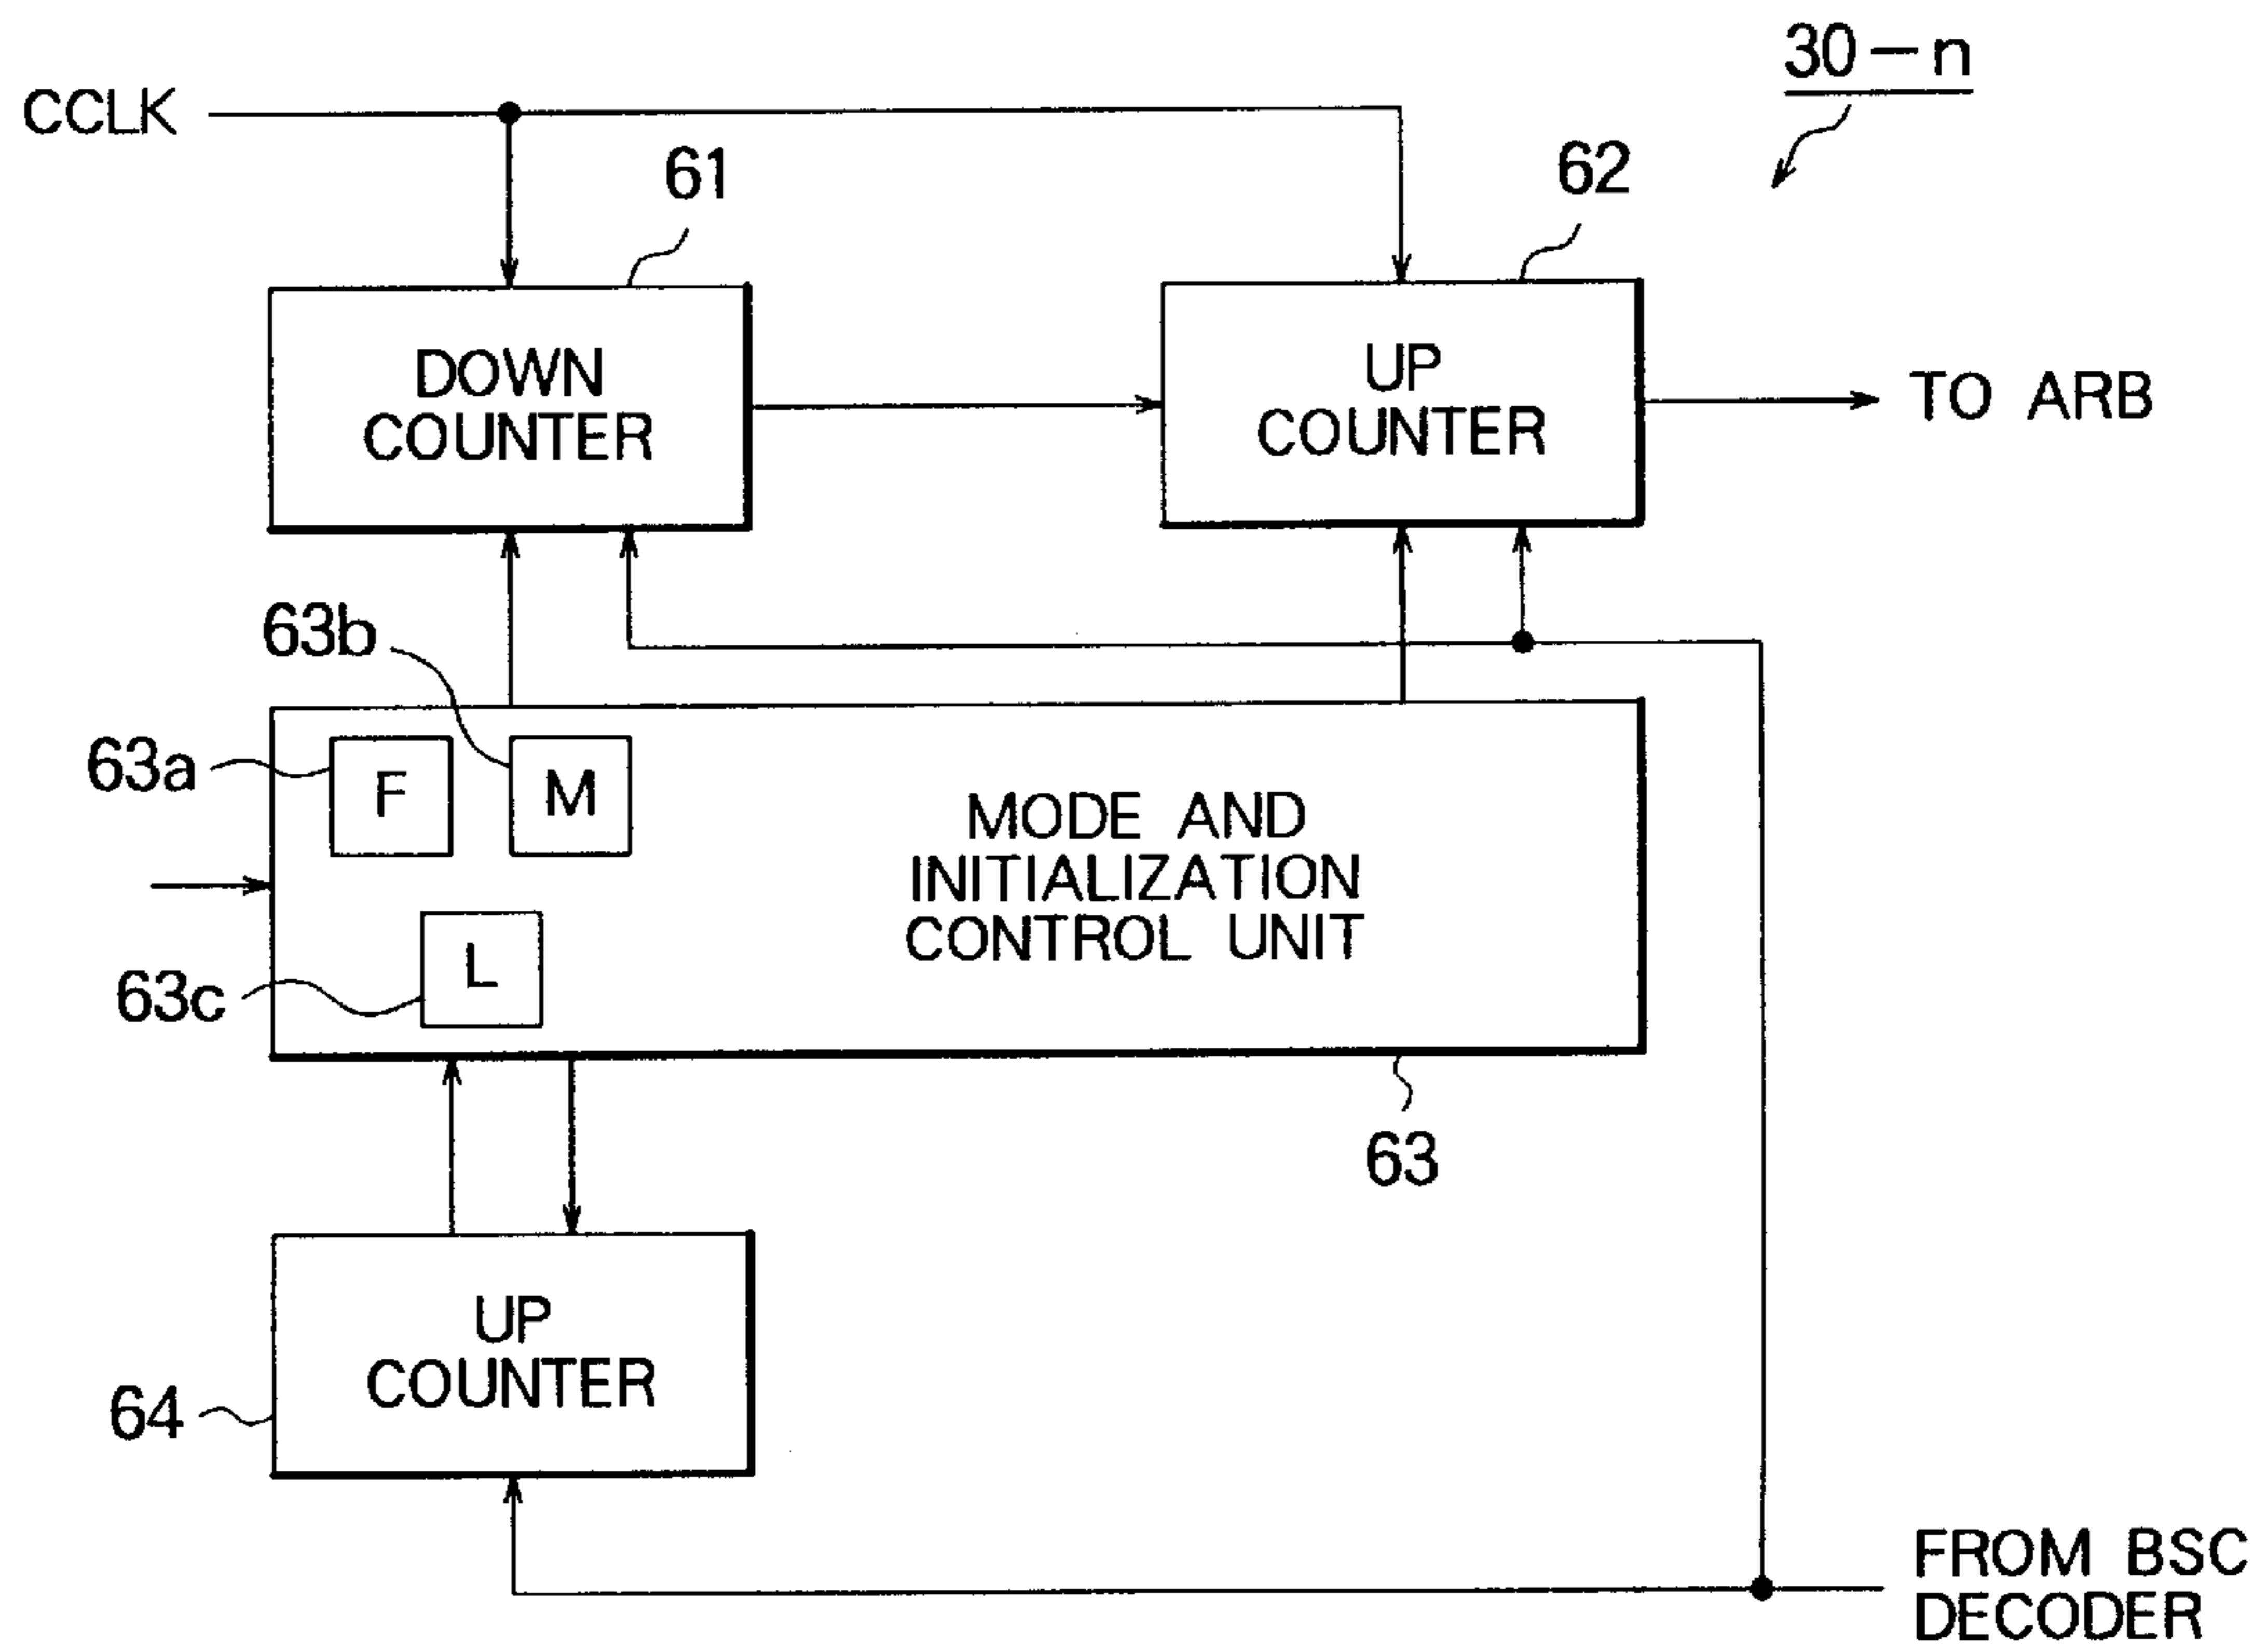 30-n
CCLK
61
62
DOWN
COUNTER
UP
COUNTER
TO ARB
63b
63a
F
M
MODE AND
INITIALIZATION
CONTROL UNIT
63c
L
63
UP
COUNTER
64
FROM BSC
DECODER